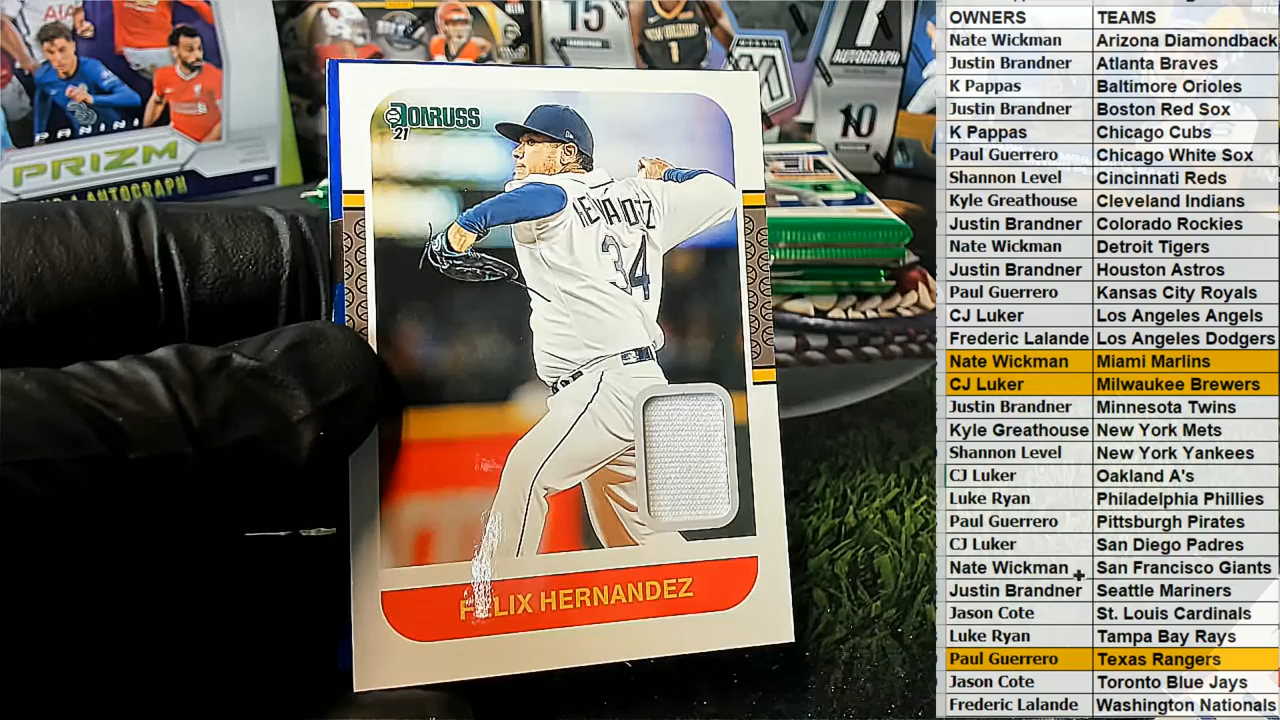 AIA
PANINI
PRIZM
AUTOGRAPH
15
1
AUTOGRAPH
10
DONRUSS
21
HERNANDEZ
34
FELIX HERNANDEZ
OWNERS TEAMS
Nate Wickman Arizona Diamondback
Justin Brandner Atlanta Braves
K Pappas Baltimore Orioles
Justin Brandner Boston Red Sox
K Pappas Chicago Cubs
Paul Guerrero Chicago White Sox
Shannon Level Cincinnati Reds
Kyle Greathouse Cleveland Indians
Justin Brandner Colorado Rockies
Nate Wickman Detroit Tigers
Justin Brandner Houston Astros
Paul Guerrero Kansas City Royals
CJ Luker Los Angeles Angels
Frederic Lalande Los Angeles Dodgers
Nate Wickman Miami Marlins
CJ Luker Milwaukee Brewers
Justin Brandner Minnesota Twins
Kyle Greathouse New York Mets
Shannon Level New York Yankees
CJ Luker Oakland A's
Luke Ryan Philadelphia Phillies
Paul Guerrero Pittsburgh Pirates
CJ Luker San Diego Padres
Nate Wickman San Francisco Giants
Justin Brandner Seattle Mariners
Jason Cote St. Louis Cardinals
Luke Ryan Tampa Bay Rays
Paul Guerrero Texas Rangers
Jason Cote Toronto Blue Jays
Frederic Lalande Washington Nationals